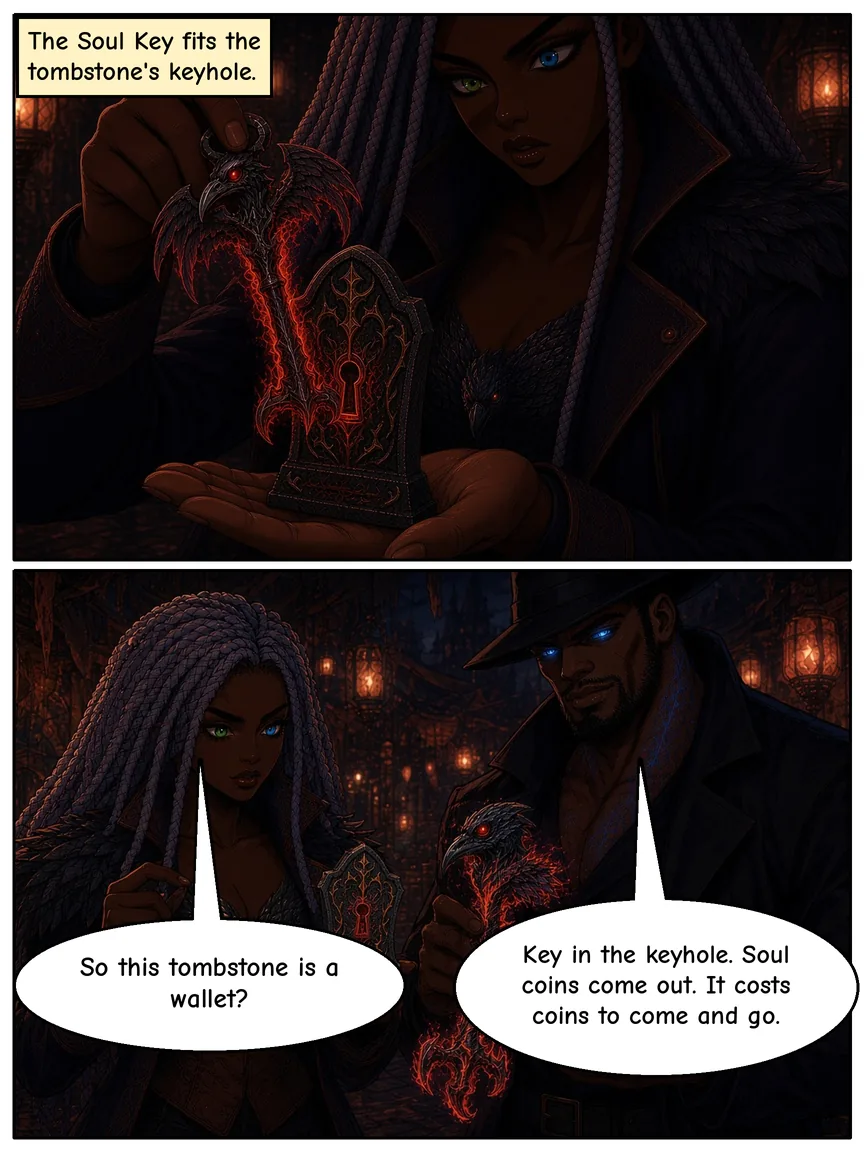 The Soul Key fits the
tombstone's keyhole.
So this tombstone is a
wallet?
Key in the keyhole. Soul
coins come out. It costs
coins to come and go.